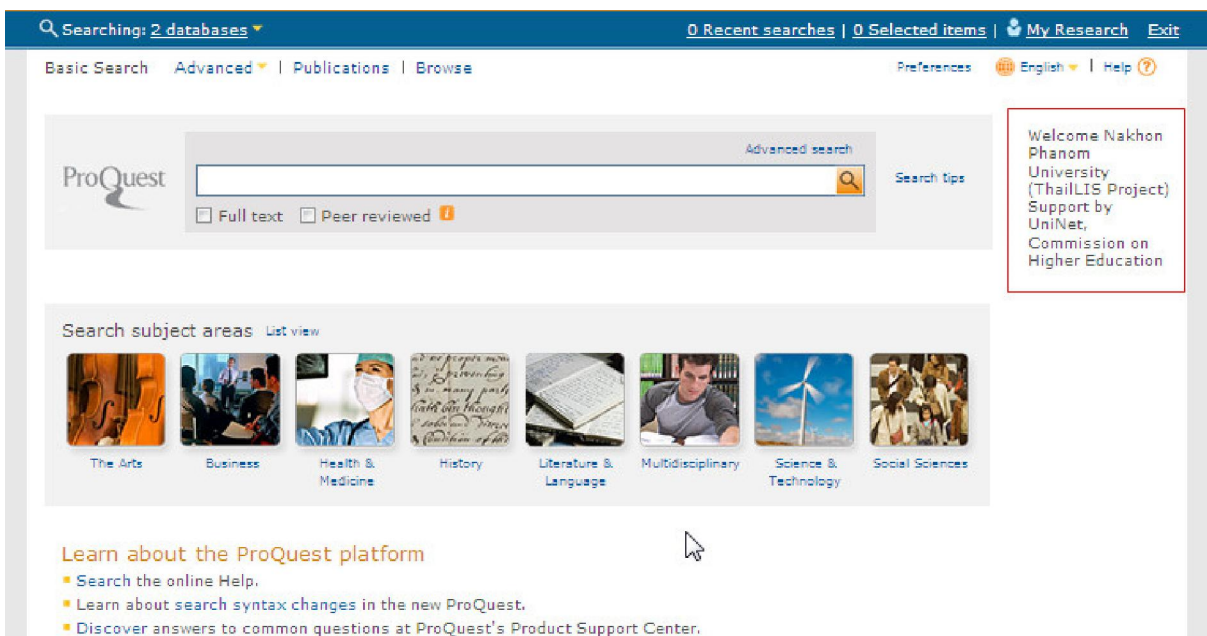 Searching: 2 databases
0 Recent searches | 0 Selected items | My Research Exit
Basic Search Advanced | Publications | Browse
Preferences English | Help ?
ProQuest
Advanced search
Search tips
Full text Peer reviewed i
Welcome Nakhon
Phanom
University
(ThailLIS Project)
Support by
UniNet,
Commission on
Higher Education
Search subject areas List view
The Arts
Business
Health &
Medicine
History
Literature &
Language
Multidisciplinary
Science &
Technology
Social Sciences
Learn about the ProQuest platform
Search the online Help.
Learn about search syntax changes in the new ProQuest.
Discover answers to common questions at ProQuest's Product Support Center.